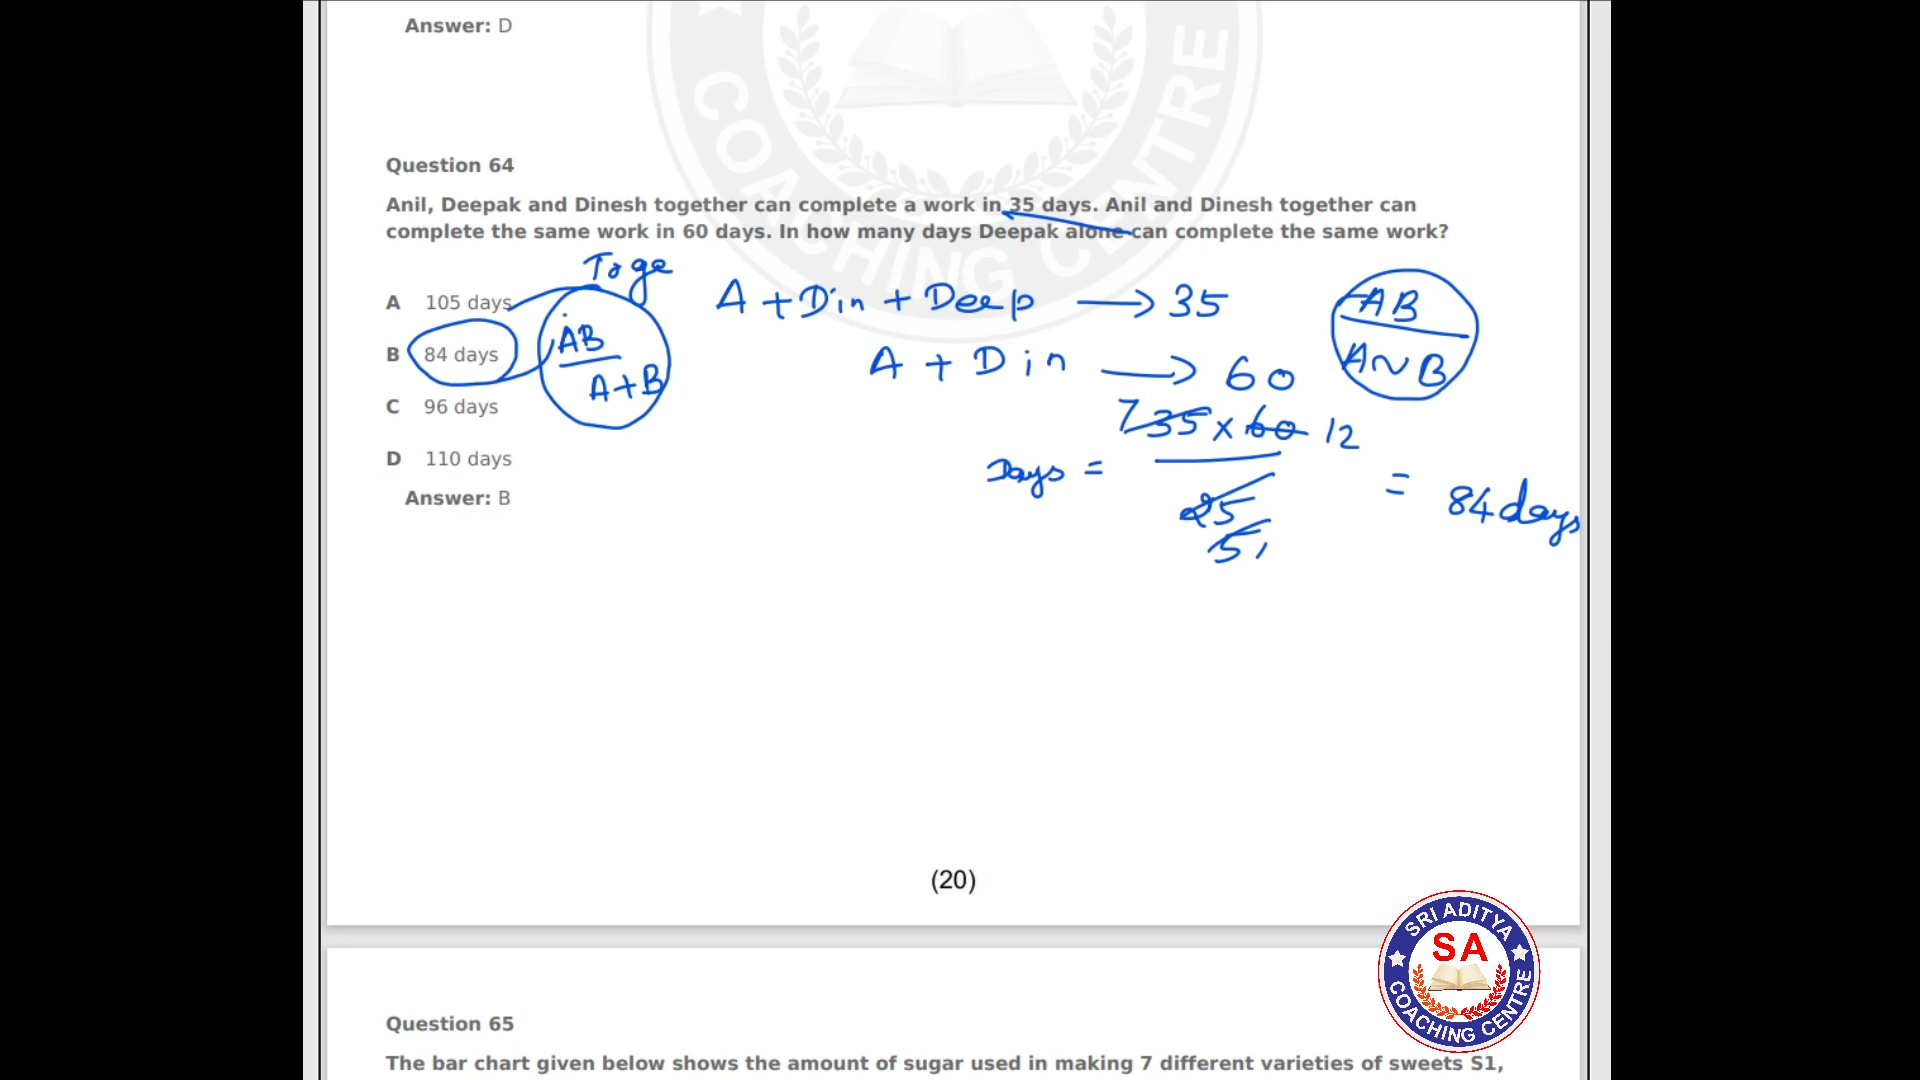 Answer: D
COACHING CENTRE
Question 64
Anil, Deepak and Dinesh together can complete a work in 35 days. Anil and Dinesh together can
complete the same work in 60 days. In how many days Deepak alone can complete the same work?
Toge
A 105 days
A + Din + Deep → 35
AB
B 84 days
AB
A + Din → 60
A~B
A+B
C 96 days
7 35 x 60 12
D 110 days
Days =
= 84 days
Answer: B
25
5 1
(20)
SRI ADITYA
SA
COACHING CENTRE
Question 65
The bar chart given below shows the amount of sugar used in making 7 different varieties of sweets S1,